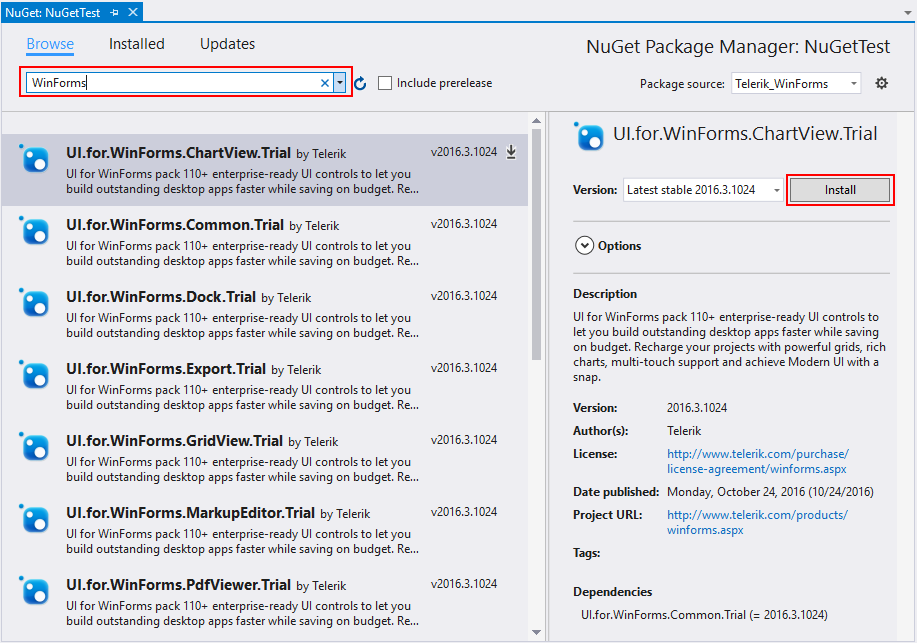 NuGet: NuGetTest
Browse Installed Updates
NuGet Package Manager: NuGetTest
WinForms
Include prerelease
Package source: Telerik_WinForms
UI.for.WinForms.ChartView.Trial by Telerik v2016.3.1024
UI for WinForms pack 110+ enterprise-ready UI controls to let you
build outstanding desktop apps faster while saving on budget. Re...
UI.for.WinForms.Common.Trial by Telerik v2016.3.1024
UI for WinForms pack 110+ enterprise-ready UI controls to let you
build outstanding desktop apps faster while saving on budget. Re...
UI.for.WinForms.Dock.Trial by Telerik v2016.3.1024
UI for WinForms pack 110+ enterprise-ready UI controls to let you
build outstanding desktop apps faster while saving on budget. Re...
UI.for.WinForms.Export.Trial by Telerik v2016.3.1024
UI for WinForms pack 110+ enterprise-ready UI controls to let you
build outstanding desktop apps faster while saving on budget. Re...
UI.for.WinForms.GridView.Trial by Telerik v2016.3.1024
UI for WinForms pack 110+ enterprise-ready UI controls to let you
build outstanding desktop apps faster while saving on budget. Re...
UI.for.WinForms.MarkupEditor.Trial by Telerik v2016.3.1024
UI for WinForms pack 110+ enterprise-ready UI controls to let you
build outstanding desktop apps faster while saving on budget. Re...
UI.for.WinForms.PdfViewer.Trial by Telerik v2016.3.1024
UI for WinForms pack 110+ enterprise-ready UI controls to let you
build outstanding desktop apps faster while saving on budget. Re...
UI.for.WinForms.ChartView.Trial
Version: Latest stable 2016.3.1024 Install
Options
Description
UI for WinForms pack 110+ enterprise-ready UI controls to
let you build outstanding desktop apps faster while saving
on budget. Recharge your projects with powerful grids, rich
charts, multi-touch support and achieve Modern UI with a
snap.
Version: 2016.3.1024
Author(s): Telerik
License: http://www.telerik.com/purchase/
license-agreement/winforms.aspx
Date published: Monday, October 24, 2016 (10/24/2016)
Project URL: http://www.telerik.com/products/
winforms.aspx
Tags:
Dependencies
UI.for.WinForms.Common.Trial (= 2016.3.1024)